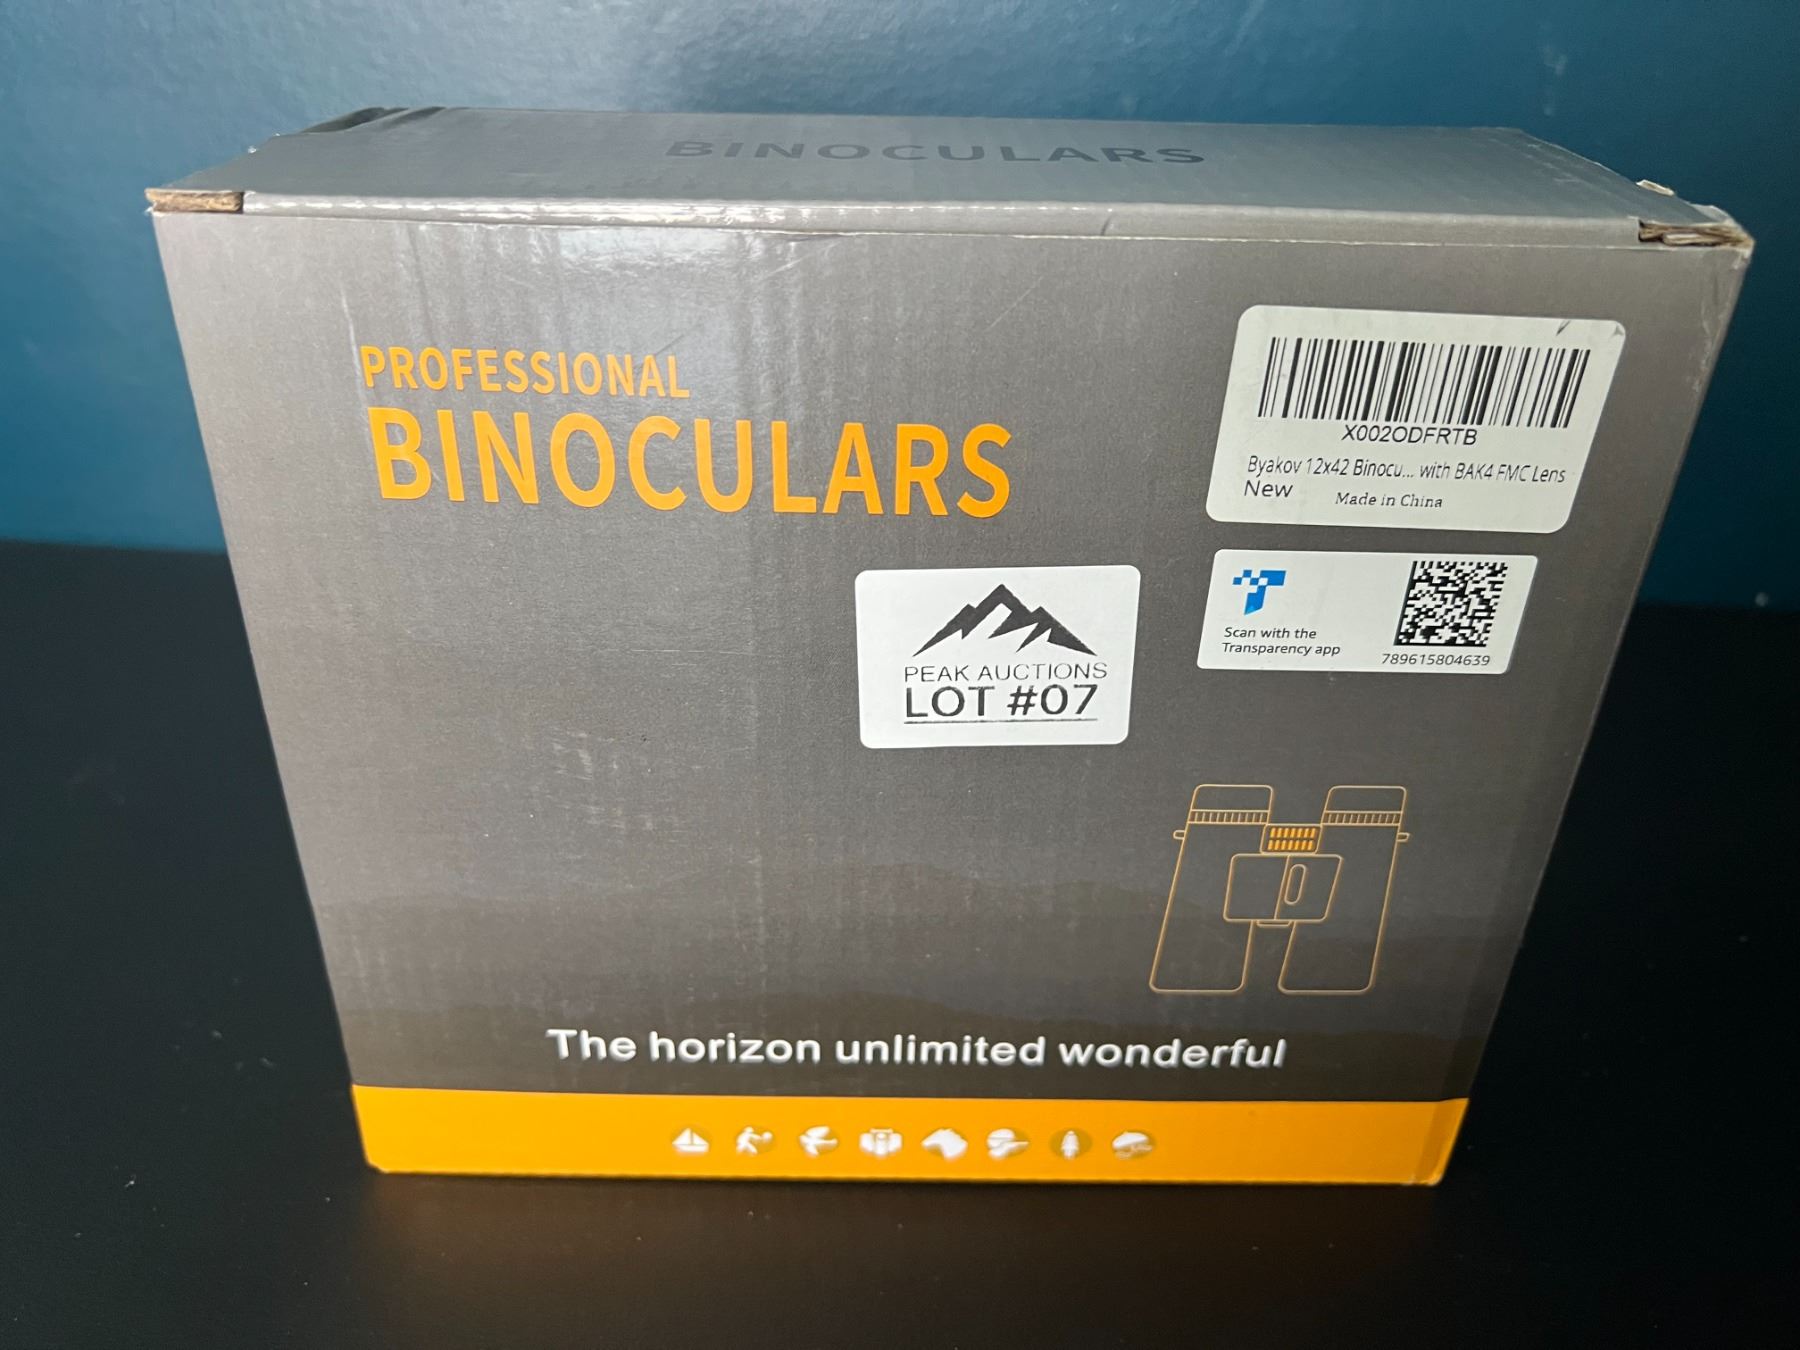 BINOCULARS
PROFESSIONAL
BINOCULARS
X002ODFRTB
Byakov 12x42 Binocu... with BAK4 FMC Lens
New
Made in China
Scan with the
Transparency app
789615804639
PEAK AUCTIONS
LOT #07
The horizon unlimited wonderful